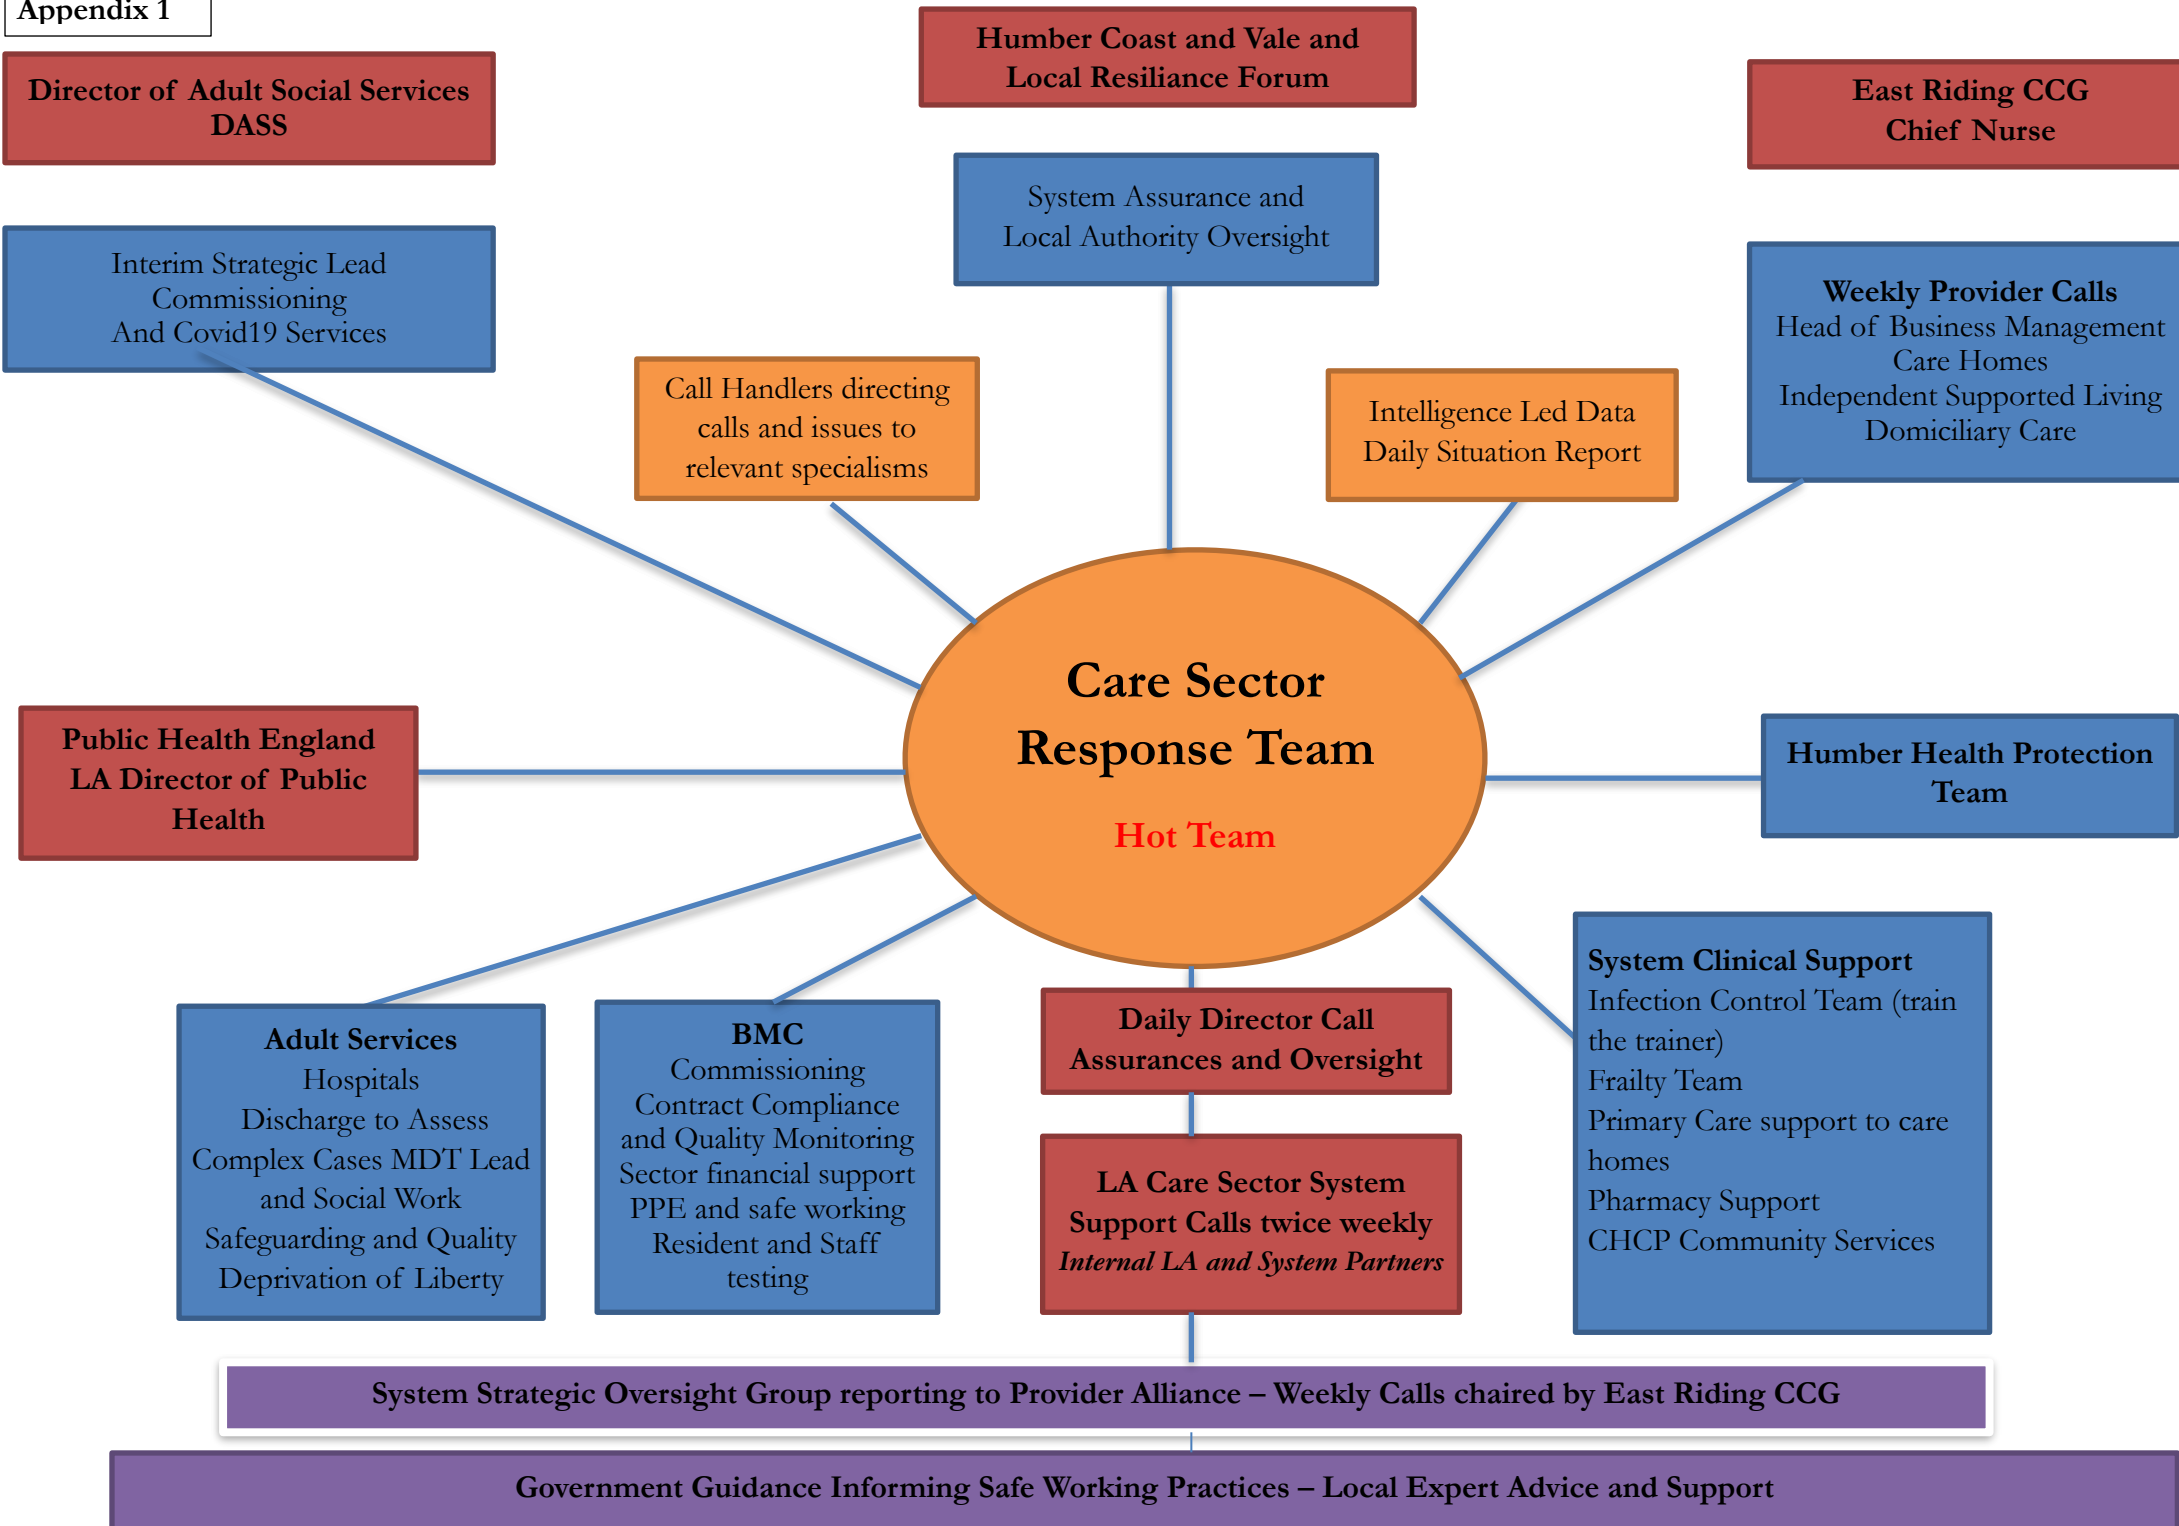 Appendix 1
Director of Adult Social Services
DASS
Humber Coast and Vale and
Local Resiliance Forum
East Riding CCG
Chief Nurse
Interim Strategic Lead
Commissioning
And Covid19 Services
System Assurance and
Local Authority Oversight
Weekly Provider Calls
Head of Business Management
Care Homes
Independent Supported Living
Domiciliary Care
Call Handlers directing
calls and issues to
relevant specialisms
Intelligence Led Data
Daily Situation Report
Care Sector
Response Team
Hot Team
Public Health England
LA Director of Public
Health
Humber Health Protection
Team
Adult Services
Hospitals
Discharge to Assess
Complex Cases MDT Lead
and Social Work
Safeguarding and Quality
Deprivation of Liberty
BMC
Commissioning
Contract Compliance
and Quality Monitoring
Sector financial support
PPE and safe working
Resident and Staff
testing
Daily Director Call
Assurances and Oversight
LA Care Sector System
Support Calls twice weekly
Internal LA and System Partners
System Clinical Support
Infection Control Team (train
the trainer)
Frailty Team
Primary Care support to care
homes
Pharmacy Support
CHCP Community Services
System Strategic Oversight Group reporting to Provider Alliance – Weekly Calls chaired by East Riding CCG
Government Guidance Informing Safe Working Practices – Local Expert Advice and Support